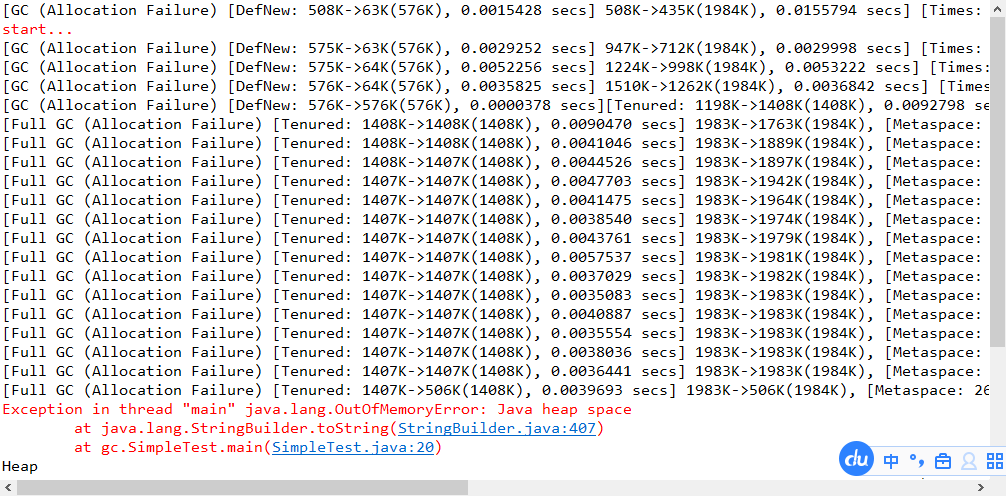 [GC (Allocation Failure) [DefNew: 508K->63K(576K), 0.0015428 secs] 508K->435K(1984K), 0.0155794 secs] [Times:
start...
[GC (Allocation Failure) [DefNew: 575K->63K(576K), 0.0029252 secs] 947K->712K(1984K), 0.0029998 secs] [Times:
[GC (Allocation Failure) [DefNew: 575K->64K(576K), 0.0052256 secs] 1224K->998K(1984K), 0.0053222 secs] [Times:
[GC (Allocation Failure) [DefNew: 576K->64K(576K), 0.0035825 secs] 1510K->1262K(1984K), 0.0036842 secs] [Times
[GC (Allocation Failure) [DefNew: 576K->576K(576K), 0.0000378 secs][Tenured: 1198K->1408K(1408K), 0.0092798 se
[Full GC (Allocation Failure) [Tenured: 1408K->1408K(1408K), 0.0090470 secs] 1983K->1763K(1984K), [Metaspace:
[Full GC (Allocation Failure) [Tenured: 1408K->1408K(1408K), 0.0041046 secs] 1983K->1889K(1984K), [Metaspace:
[Full GC (Allocation Failure) [Tenured: 1408K->1407K(1408K), 0.0044526 secs] 1983K->1897K(1984K), [Metaspace:
[Full GC (Allocation Failure) [Tenured: 1407K->1407K(1408K), 0.0047703 secs] 1983K->1942K(1984K), [Metaspace:
[Full GC (Allocation Failure) [Tenured: 1407K->1407K(1408K), 0.0041475 secs] 1983K->1964K(1984K), [Metaspace:
[Full GC (Allocation Failure) [Tenured: 1407K->1407K(1408K), 0.0038540 secs] 1983K->1974K(1984K), [Metaspace:
[Full GC (Allocation Failure) [Tenured: 1407K->1407K(1408K), 0.0043761 secs] 1983K->1979K(1984K), [Metaspace:
[Full GC (Allocation Failure) [Tenured: 1407K->1407K(1408K), 0.0057537 secs] 1983K->1981K(1984K), [Metaspace:
[Full GC (Allocation Failure) [Tenured: 1407K->1407K(1408K), 0.0037029 secs] 1983K->1982K(1984K), [Metaspace:
[Full GC (Allocation Failure) [Tenured: 1407K->1407K(1408K), 0.0035083 secs] 1983K->1983K(1984K), [Metaspace:
[Full GC (Allocation Failure) [Tenured: 1407K->1407K(1408K), 0.0040887 secs] 1983K->1983K(1984K), [Metaspace:
[Full GC (Allocation Failure) [Tenured: 1407K->1407K(1408K), 0.0035554 secs] 1983K->1983K(1984K), [Metaspace:
[Full GC (Allocation Failure) [Tenured: 1407K->1407K(1408K), 0.0038036 secs] 1983K->1983K(1984K), [Metaspace:
[Full GC (Allocation Failure) [Tenured: 1407K->1407K(1408K), 0.0036441 secs] 1983K->1983K(1984K), [Metaspace:
[Full GC (Allocation Failure) [Tenured: 1407K->506K(1408K), 0.0039693 secs] 1983K->506K(1984K), [Metaspace: 26
Exception in thread "main" java.lang.OutOfMemoryError: Java heap space
at java.lang.StringBuilder.toString(StringBuilder.java:407)
at gc.SimpleTest.main(SimpleTest.java:20)
Heap
du 中 °,